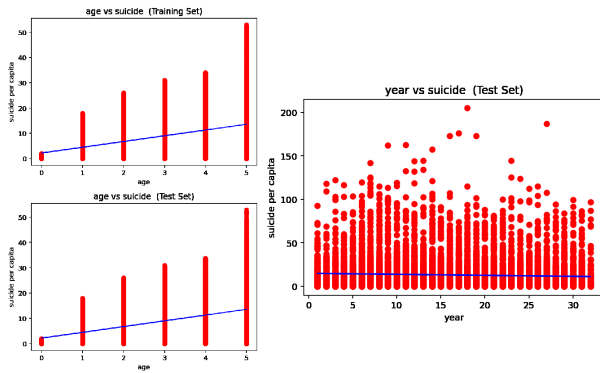 age vs suicide (Training Set)
50
40
30
20
10
0
suicide per capita
0 1 2 3 4 5
age
age vs suicide (Test Set)
50
40
30
20
10
0
suicide per capita
0 1 2 3 4 5
age
year vs suicide (Test Set)
200
150
100
50
0
suicide per capita
0 5 10 15 20 25 30
year